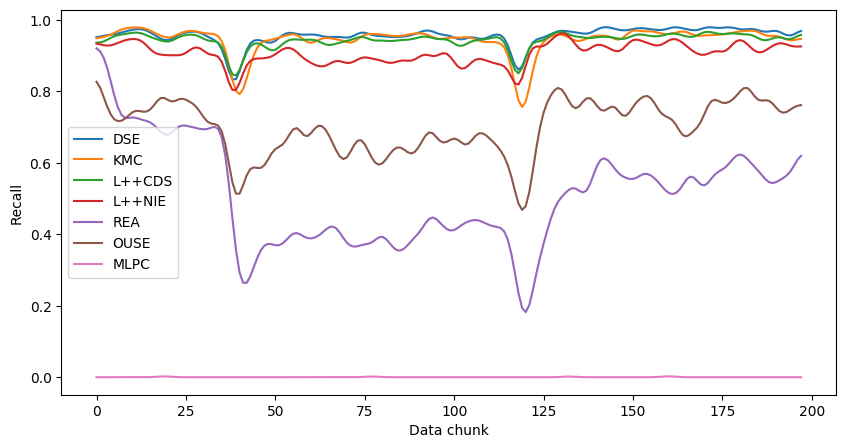 1.0
0.8
0.6
0.4
0.2
0.0
Recall
DSE
KMC
L++CDS
L++NIE
REA
OUSE
MLPC
0 25 50 75 100 125 150 175 200
Data chunk